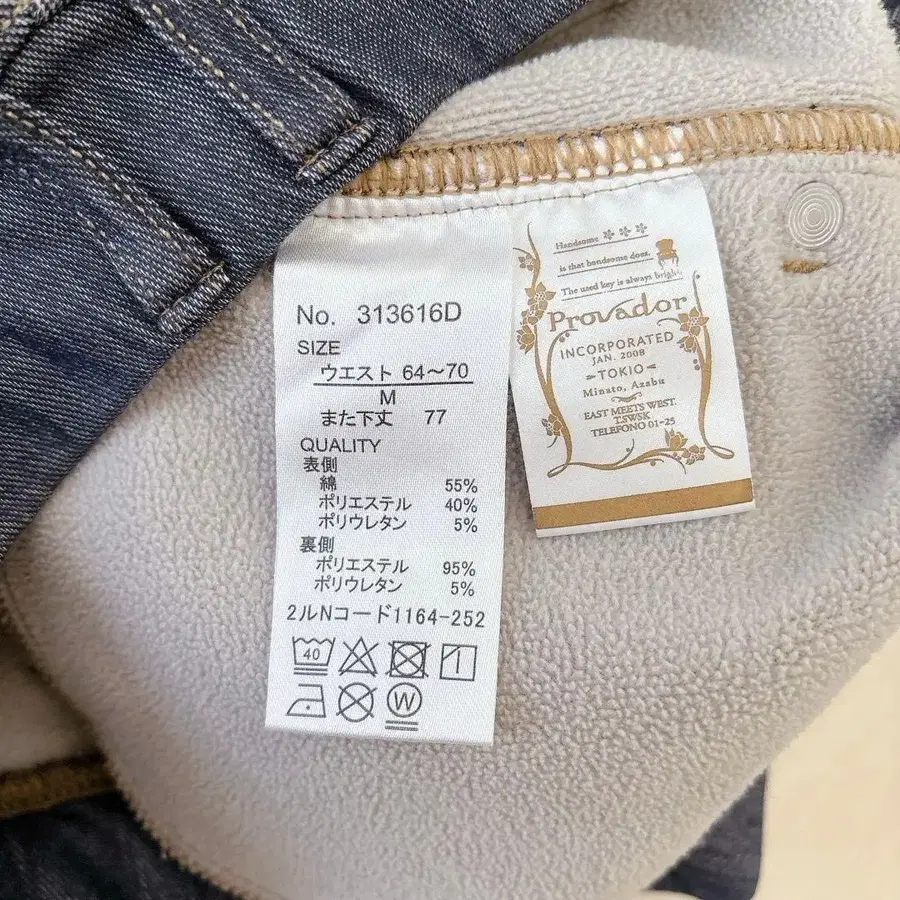 No. 313616D
SIZE
ウエスト 64～70
M
また下丈 77
QUALITY
表側
綿 55%
ポリエステル 40%
ポリウレタン 5%
裏側
ポリエステル 95%
ポリウレタン 5%
2ルNコード1164-252
40
W
Handsome
is that handsome does.
The used key is always bright.
Provador
INCORPORATED
JAN. 2008
TOKIO
Minato, Azabu
EAST MEETS WEST.
T.SWSK
TELEFONO 01-25